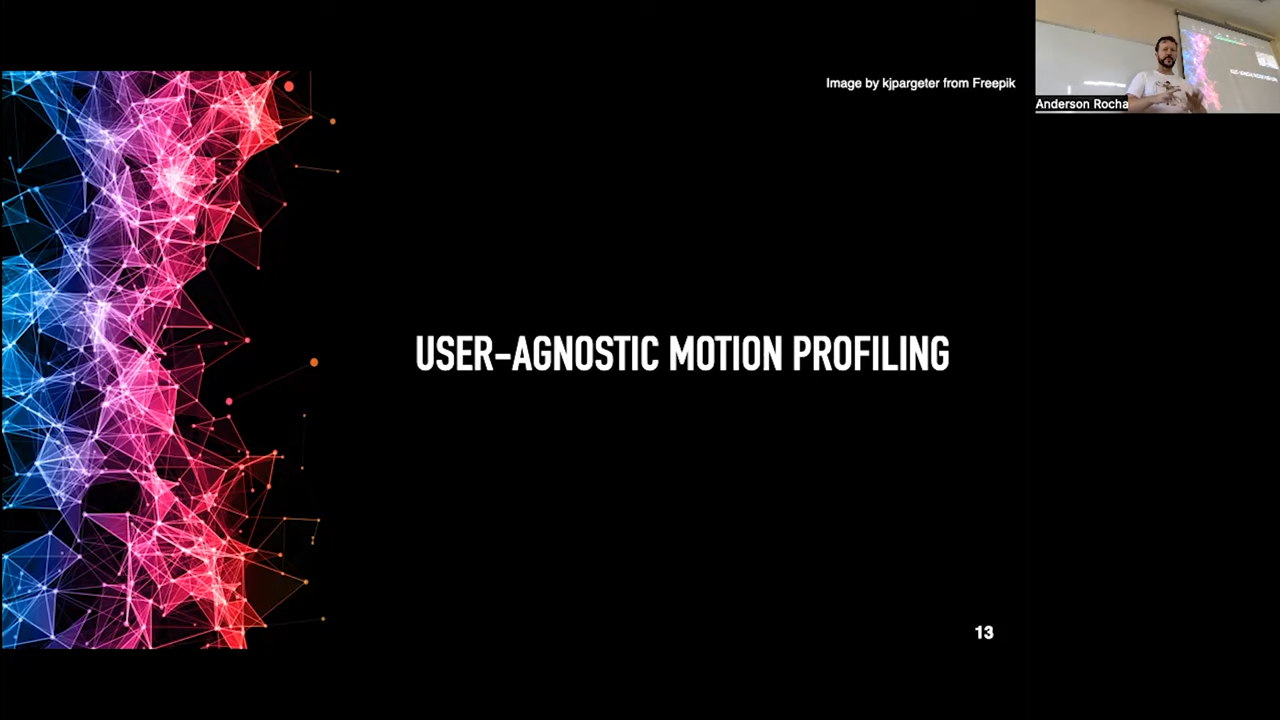 Image by kjpargeter from Freepik
Anderson Rocha
USER-AGNOSTIC MOTION PROFILING
13